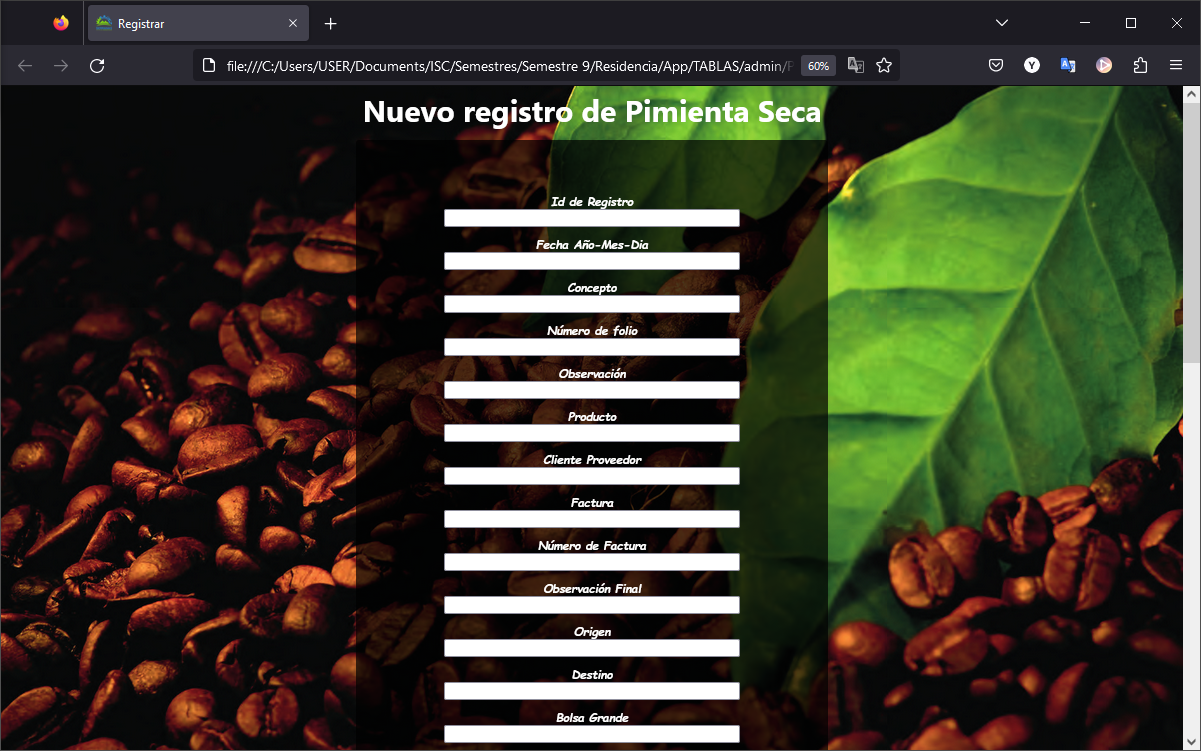 Registrar
file:///C:/Users/USER/Documents/ISC/Semestres/Semestre 9/Residencia/App/TABLAS/admin/
60%
Y
Nuevo registro de Pimienta Seca
Id de Registro
Fecha Año-Mes-Dia
Concepto
Número de folio
Observación
Producto
Cliente Proveedor
Factura
Número de Factura
Observación Final
Origen
Destino
Bolsa Grande